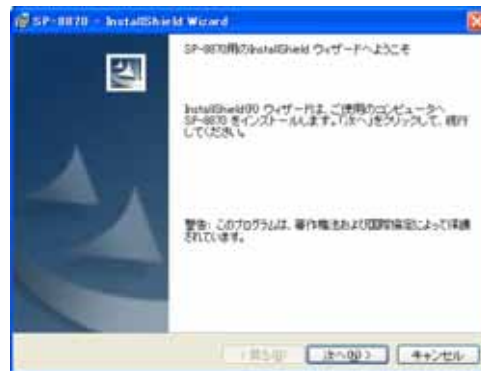 SP-8870 - InstallShield Wizard
SP-8870用のInstallShield ウィザードへようこそ
InstallShield(R) ウィザードは、ご使用のコンピュータへ
SP-8870 をインストールします。「次へ」をクリックして、続行
してください。
警告: このプログラムは、著作権法および国際協定によって保護
されています。
< 戻る(B)
次へ(N) >
キャンセル